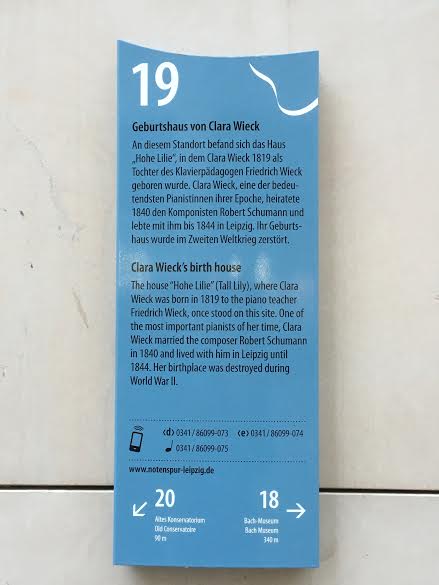 19
Geburtshaus von Clara Wieck
An diesem Standort befand sich das Haus
„Hohe Lilie“, in dem Clara Wieck 1819 als
Tochter des Klavierpädagogen Friedrich Wieck
geboren wurde. Clara Wieck, eine der bedeu-
tendsten Pianistinnen ihrer Epoche, heiratete
1840 den Komponisten Robert Schumann und
lebte mit ihm bis 1844 in Leipzig. Ihr Geburts-
haus wurde im Zweiten Weltkrieg zerstört.
Clara Wieck’s birth house
The house “Hohe Lilie” (Tall Lily), where Clara
Wieck was born in 1819 to the piano teacher
Friedrich Wieck, once stood on this site. One of
the most important pianists of her time, Clara
Wieck married the composer Robert Schumann
in 1840 and lived with him in Leipzig until
1844. Her birthplace was destroyed during
World War II.
(d) 0341/86099-073 (e) 0341/86099-074
0341/86099-075
www.notenspur-leipzig.de
20
Altes Konservatorium
Old Conservatoire
90 m
18
Bach-Museum
Bach Museum
340 m